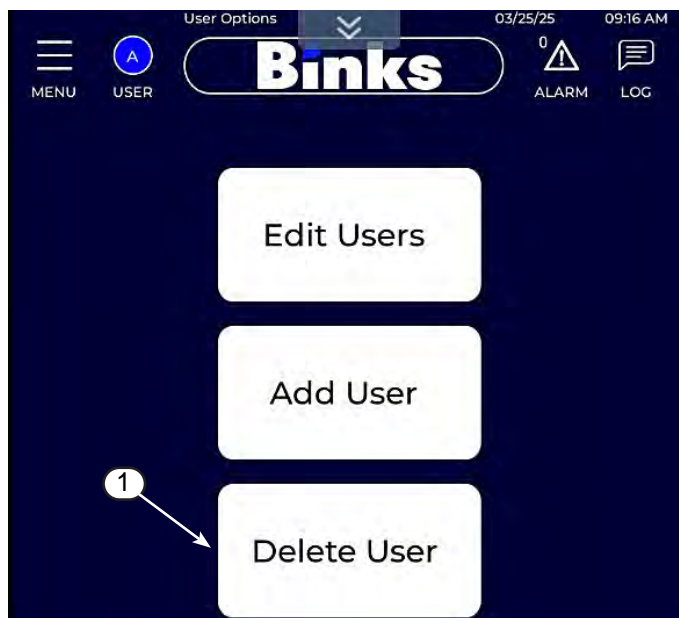 User Options 03/25/25 09:16 AM
A Binks 0
MENU USER ALARM LOG
Edit Users
Add User
1
Delete User